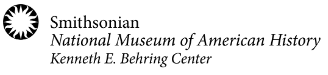 Smithsonian
National Museum of American History
Kenneth E. Behring Center